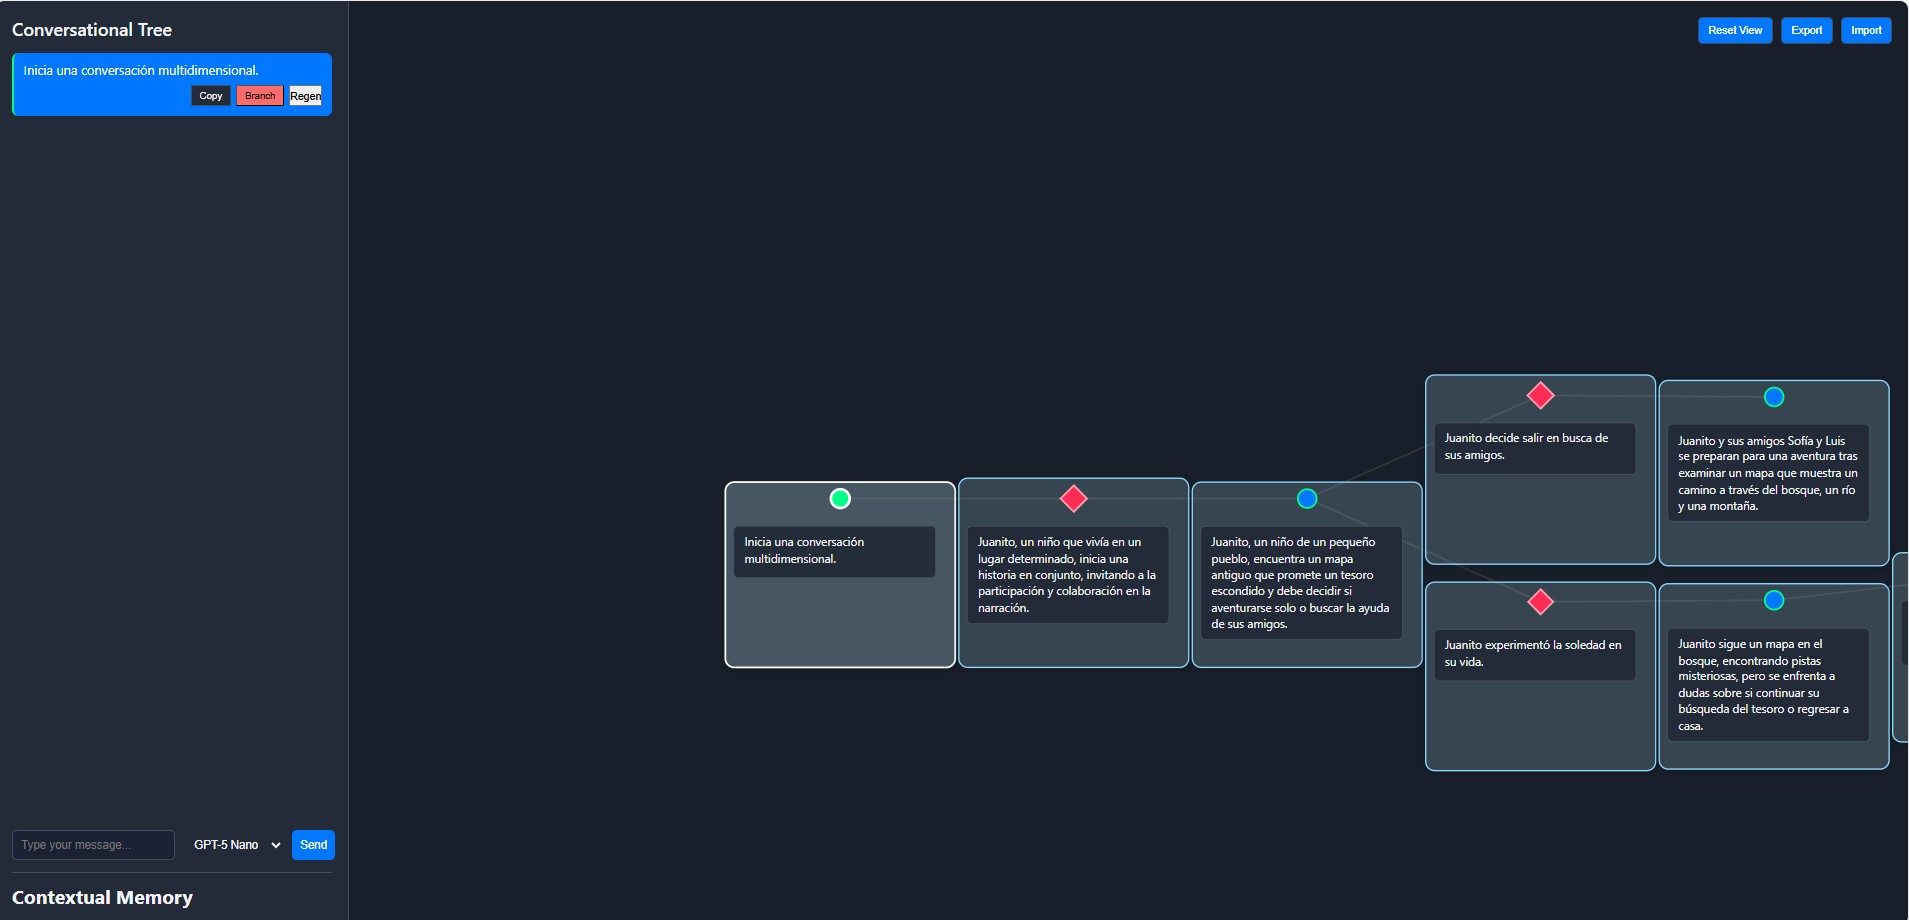 Conversational Tree
Reset View
Export
Import
Inicia una conversación multidimensional.
Copy
Branch
Regen
Juanito decide salir en busca de
sus amigos.
Juanito y sus amigos Sofía y Luis
se preparan para una aventura tras
examinar un mapa que muestra un
camino a través del bosque, un río
y una montaña.
Inicia una conversación
multidimensional.
Juanito, un niño que vivía en un
lugar determinado, inicia una
historia en conjunto, invitando a la
participación y colaboración en la
narración.
Juanito, un niño de un pequeño
pueblo, encuentra un mapa
antiguo que promete un tesoro
escondido y debe decidir si
aventurarse solo o buscar la ayuda
de sus amigos.
Juanito experimentó la soledad en
su vida.
Juanito sigue un mapa en el
bosque, encontrando pistas
misteriosas, pero se enfrenta a
dudas sobre si continuar su
búsqueda del tesoro o regresar a
casa.
Type your message...
GPT-5 Nano
Send
Contextual Memory